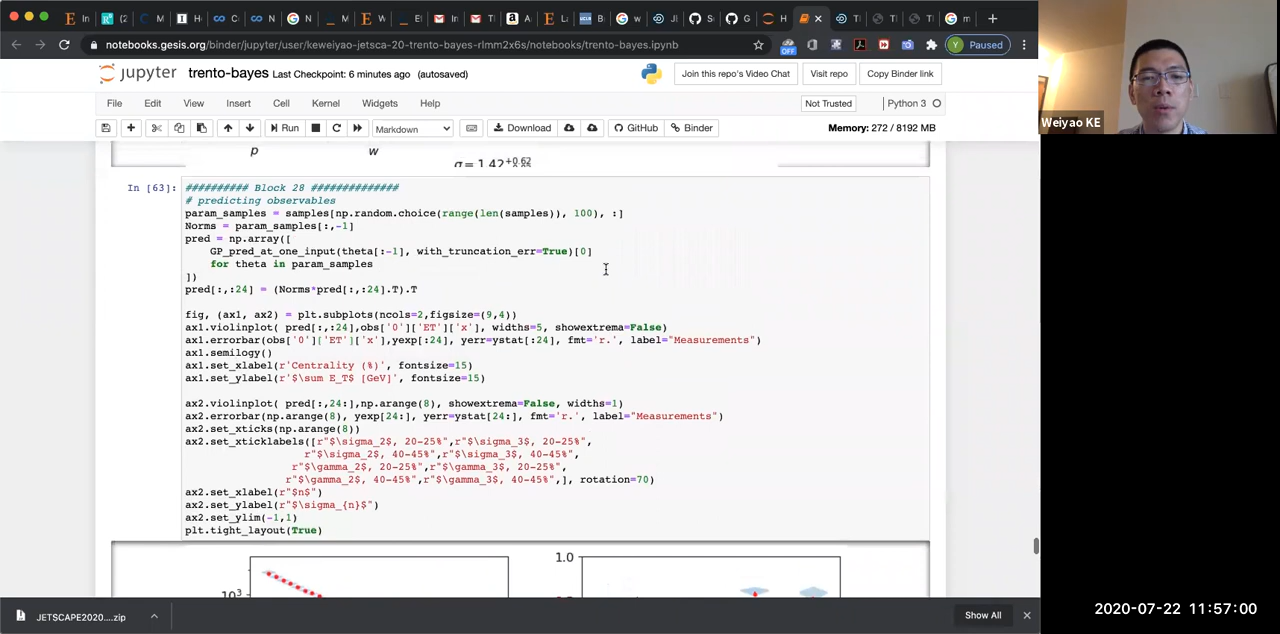 In
(2
M
H
C
N
G N
_ M
E
W
_ E
In
T
A
L
B
w
Ji
S
G
H
T
T
T
m
notebooks.gesis.org/binder/jupyter/user/keweiyao-jetsca-20-trento-bayes-rlmm2x6s/notebooks/trento-bayes.ipynb
OFF
Y Paused
jupyter trento-bayes Last Checkpoint: 6 minutes ago (autosaved)
Join this repo's Video Chat
Visit repo
Copy Binder link
File Edit View Insert Cell Kernel Widgets Help
Not Trusted
Python 3
Run
Markdown
Download
GitHub
Binder
Memory: 272 / 8192 MB
p
w
In [63]:
########## Block 28 ##############
# predicting observables
param_samples = samples[np.random.choice(range(len(samples)), 100), :]
Norms = param_samples[:,-1]
pred = np.array([
GP_pred_at_one_input(theta[:-1], with_truncation_err=True)[0]
for theta in param_samples
])
pred[:,:24] = (Norms*pred[:,:24].T).T
fig, (ax1, ax2) = plt.subplots(ncols=2,figsize=(9,4))
ax1.violinplot( pred[:,:24],obs['0']['ET']['x'], widths=5, showextrema=False)
ax1.errorbar(obs['0']['ET']['x'],yexp[:24], yerr=ystat[:24], fmt='r.', label="Measurements")
ax1.semilogy()
ax1.set_xlabel(r'Centrality (%)', fontsize=15)
ax1.set_ylabel(r'$\sum E_T$ [GeV]', fontsize=15)
ax2.violinplot( pred[:,24:],np.arange(8), showextrema=False, widths=1)
ax2.errorbar(np.arange(8), yexp[24:], yerr=ystat[24:], fmt='r.', label="Measurements")
ax2.set_xticks(np.arange(8))
ax2.set_xticklabels([r"$\sigma_2$, 20-25%",r"$\sigma_3$, 20-25%",
r"$\sigma_2$, 40-45%",r"$\sigma_3$, 40-45%",
r"$\gamma_2$, 20-25%",r"$\gamma_3$, 20-25%",
r"$\gamma_2$, 40-45%",r"$\gamma_3$, 40-45%",], rotation=70)
ax2.set_xlabel(r"$n$")
ax2.set_ylabel(r"$\sigma_{n}$")
ax2.set_ylim(-1,1)
plt.tight_layout(True)
10³
1.0
JETSCAPE2020....zip
Show All
Weiyao KE
2020-07-22 11:57:00